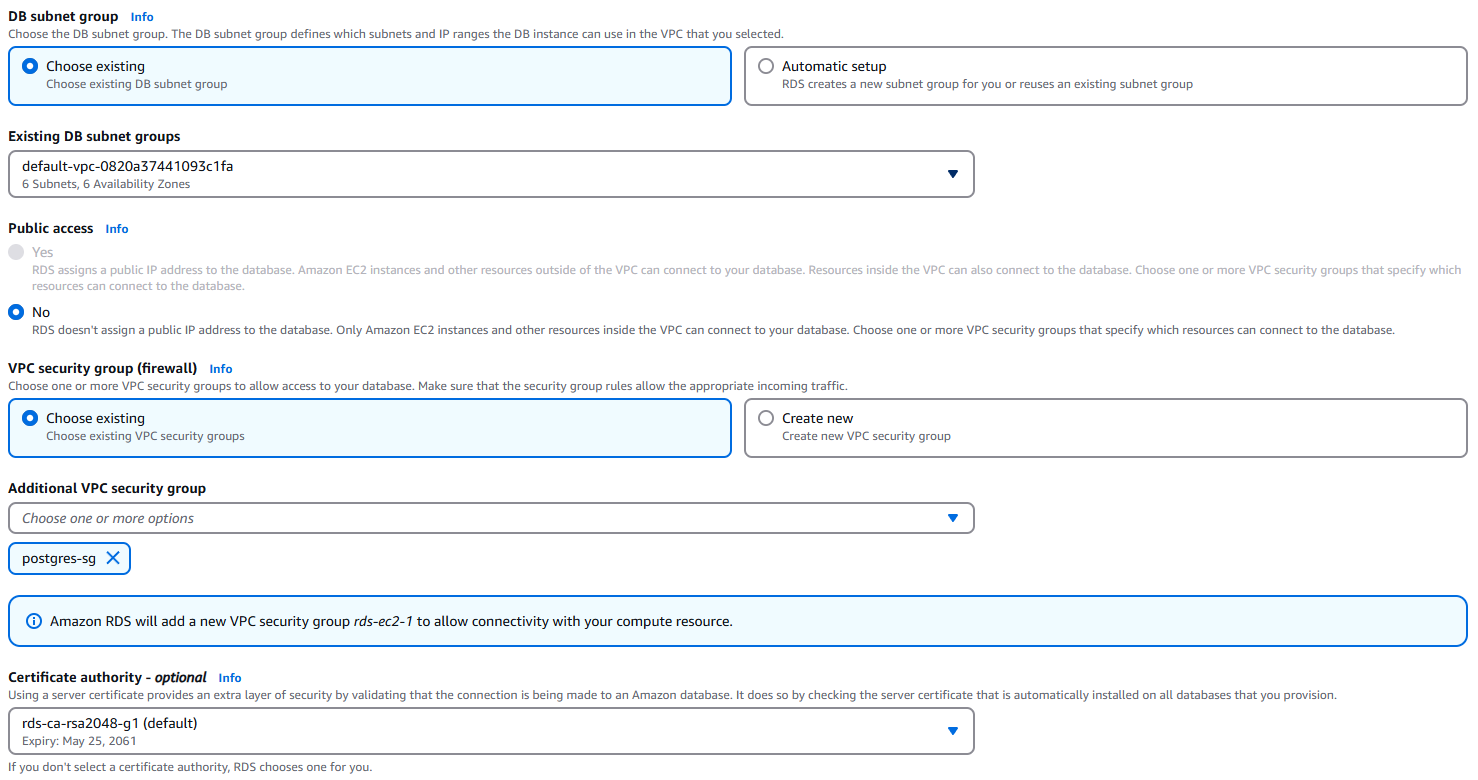 DB subnet group Info
Choose the DB subnet group. The DB subnet group defines which subnets and IP ranges the DB instance can use in the VPC that you selected.
Choose existing
Choose existing DB subnet group
Automatic setup
RDS creates a new subnet group for you or reuses an existing subnet group
Existing DB subnet groups
default-vpc-0820a37441093c1fa
6 Subnets, 6 Availability Zones
Public access Info
Yes
RDS assigns a public IP address to the database. Amazon EC2 instances and other resources outside of the VPC can connect to your database. Resources inside the VPC can also connect to the database. Choose one or more VPC security groups that specify which
resources can connect to the database.
No
RDS doesn't assign a public IP address to the database. Only Amazon EC2 instances and other resources inside the VPC can connect to your database. Choose one or more VPC security groups that specify which resources can connect to the database.
VPC security group (firewall) Info
Choose one or more VPC security groups to allow access to your database. Make sure that the security group rules allow the appropriate incoming traffic.
Choose existing
Choose existing VPC security groups
Create new
Create new VPC security group
Additional VPC security group
Choose one or more options
postgres-sg
Amazon RDS will add a new VPC security group rds-ec2-1 to allow connectivity with your compute resource.
Certificate authority - optional Info
Using a server certificate provides an extra layer of security by validating that the connection is being made to an Amazon database. It does so by checking the server certificate that is automatically installed on all databases that you provision.
rds-ca-rsa2048-g1 (default)
Expiry: May 25, 2061
If you don't select a certificate authority, RDS chooses one for you.